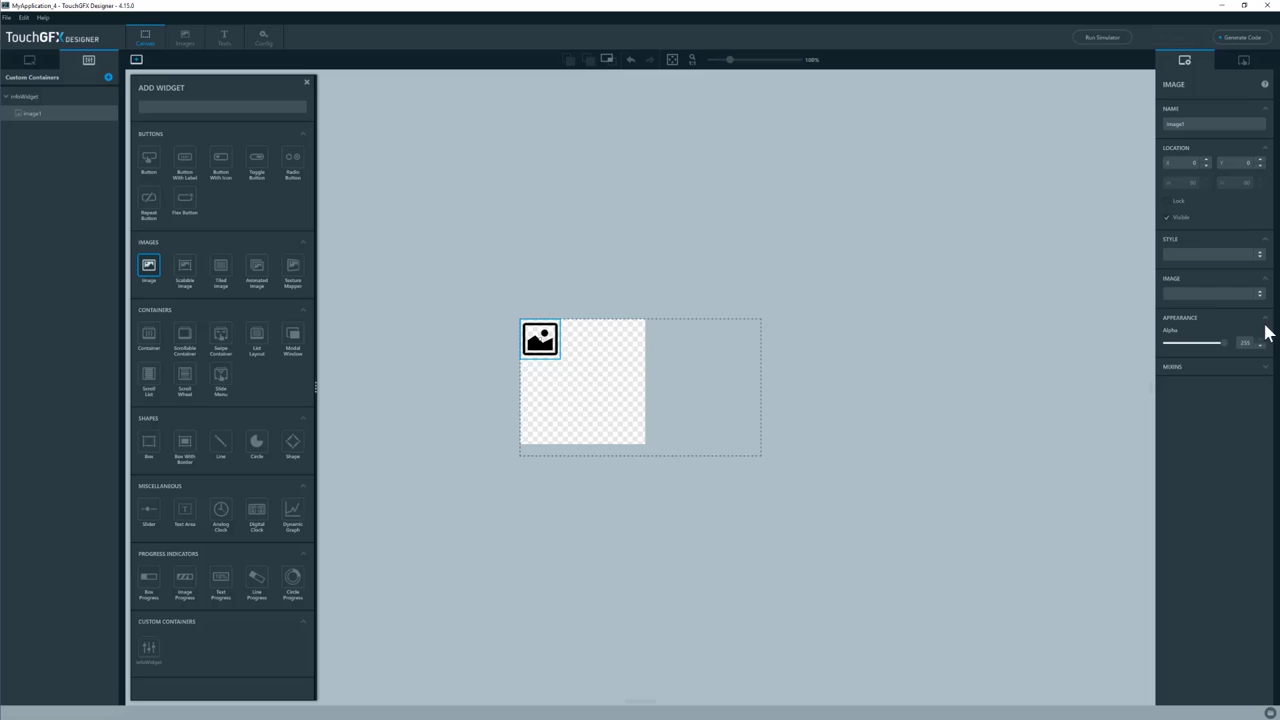 MyApplication_4 - TouchGFX Designer - 4.15.0
File Edit Help
TouchGFX DESIGNER
Canvas Images Texts Config
Run Simulator
Generate Code
100%
Custom Containers
InfoWidget
image1
ADD WIDGET
BUTTONS
Button
Button With Label
Button With Icon
Toggle Button
Radio Button
Repeat Button
Flex Button
IMAGES
Image
Scalable Image
Tiled Image
Animated Image
Texture Mapper
CONTAINERS
Container
Scrollable Container
Swipe Container
List Layout
Modal Window
Scroll List
Scroll Wheel
Slide Menu
SHAPES
Box
Box With Border
Line
Circle
Shape
MISCELLANEOUS
Slider
Text Area
Analog Clock
Digital Clock
Dynamic Graph
PROGRESS INDICATORS
Box Progress
Image Progress
Text Progress
Line Progress
Circle Progress
CUSTOM CONTAINERS
InfoWidget
IMAGE
NAME
image1
LOCATION
X 0 Y 0
Lock
Visible
STYLE
IMAGE
APPEARANCE
Alpha
255
MIXINS